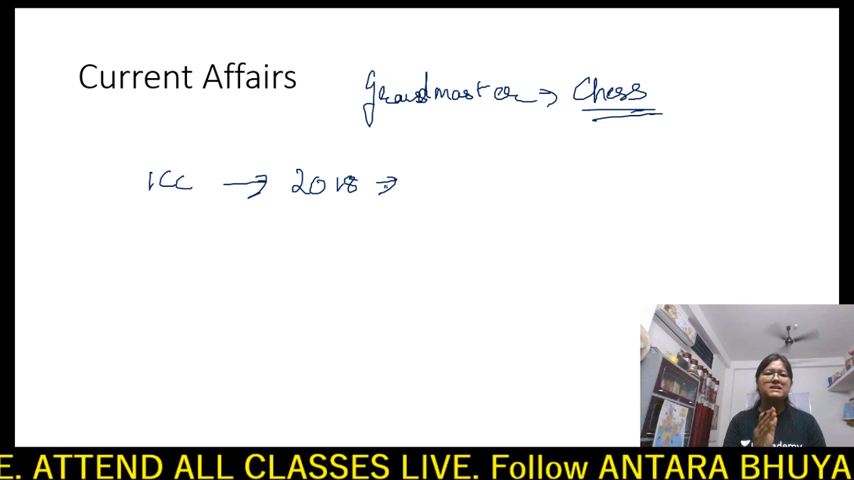 Current Affairs
Grandmaster → Chess
ICC → 2018 →
E. ATTEND ALL CLASSES LIVE. Follow ANTARA BHUYA